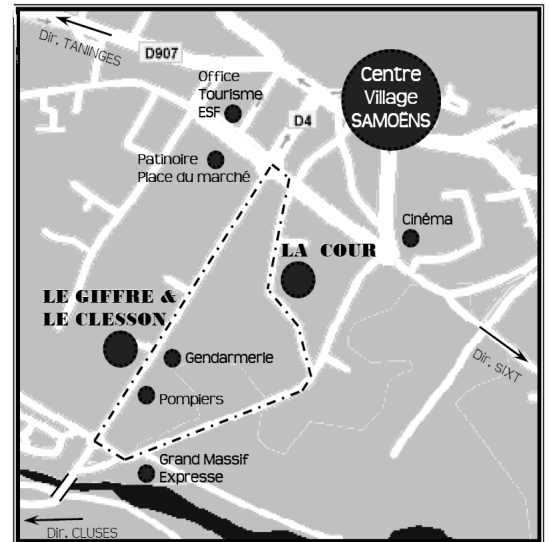 Dir. TANINGES
D907
Office
Tourisme
ESF
Centre
Village
SAMOËNS
D4
Patinoire
Place du marché
Cinéma
LA COUR
LE GIFFRE &
LE CLESSON
Dir. SIXT
Gendarmerie
Pompiers
Grand Massif
Expresse
Dir. CLUSES